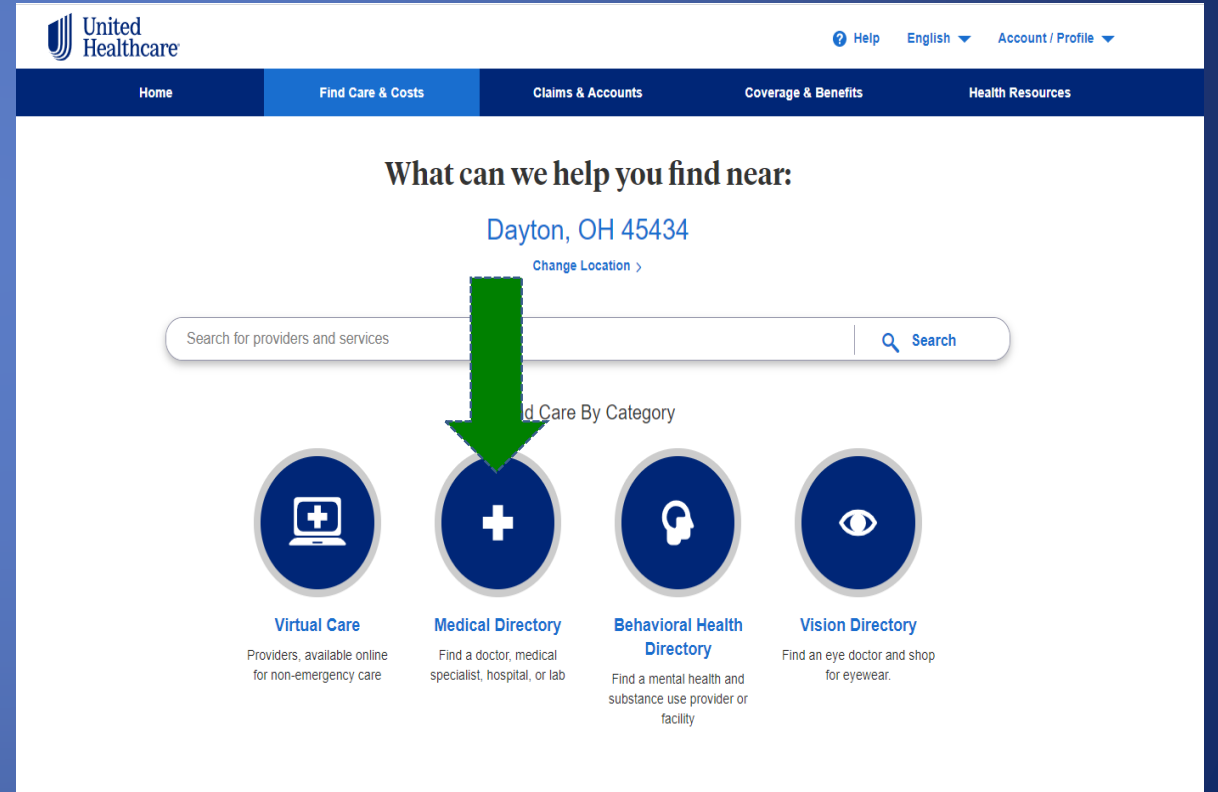 United
Healthcare
Help English Account / Profile
Home Find Care & Costs Claims & Accounts Coverage & Benefits Health Resources
What can we help you find near:
Dayton, OH 45434
Change Location >
Search for providers and services Search
d Care By Category
Virtual Care Medical Directory Behavioral Health Directory Vision Directory
Providers, available online for non-emergency care
Find a doctor, medical specialist, hospital, or lab
Find a mental health and substance use provider or facility
Find an eye doctor and shop for eyewear.